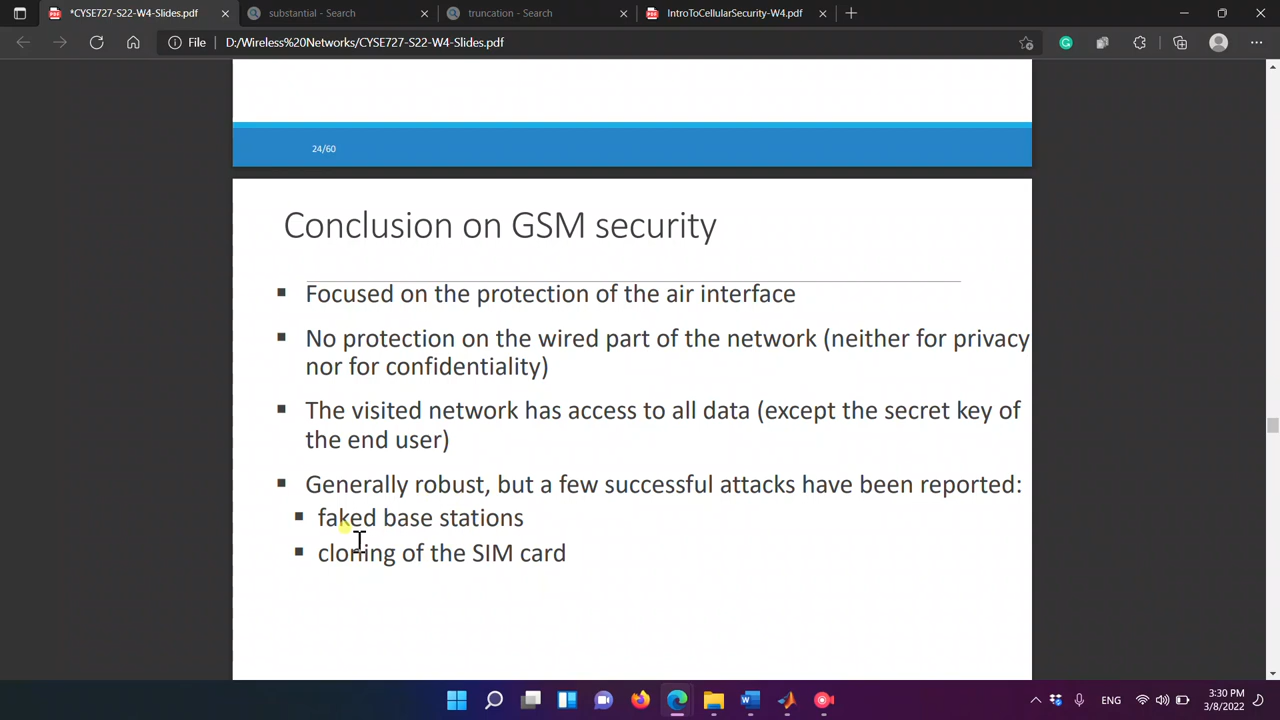 *CYSE727-S22-W4-Slides.pdf
substantial - Search
truncation - Search
IntroToCellularSecurity-W4.pdf
File
D:/Wireless%20Networks/CYSE727-S22-W4-Slides.pdf
24/60
Conclusion on GSM security
▪ Focused on the protection of the air interface
▪ No protection on the wired part of the network (neither for privacy
nor for confidentiality)
▪ The visited network has access to all data (except the secret key of
the end user)
▪ Generally robust, but a few successful attacks have been reported:
▪ faked base stations
▪ cloning of the SIM card
ENG
3:30 PM
3/8/2022